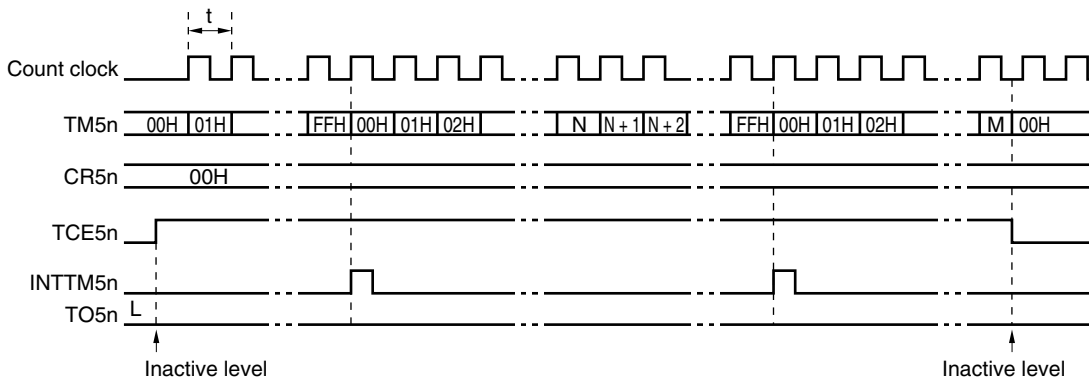 t
Count clock
TM5n 00H 01H FFH 00H 01H 02H N N + 1 N + 2 FFH 00H 01H 02H M 00H
CR5n 00H
TCE5n
INTTM5n
TO5n L
Inactive level Inactive level